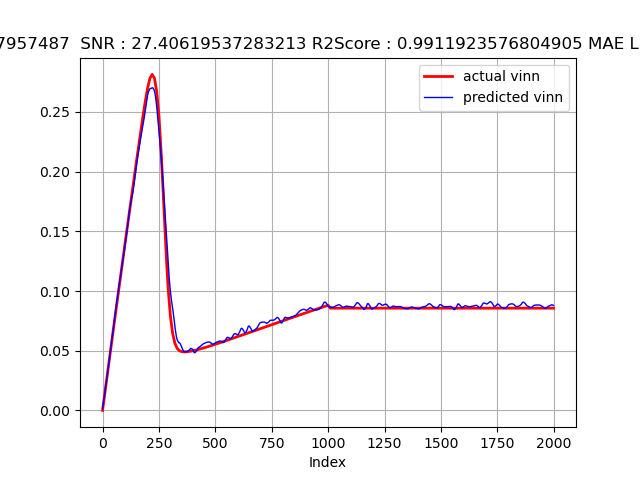 7957487 SNR : 27.40619537283213 R2Score : 0.9911923576804905 MAE L
actual vinn
predicted vinn
0.25
0.20
0.15
0.10
0.05
0.00
0 250 500 750 1000 1250 1500 1750 2000
Index